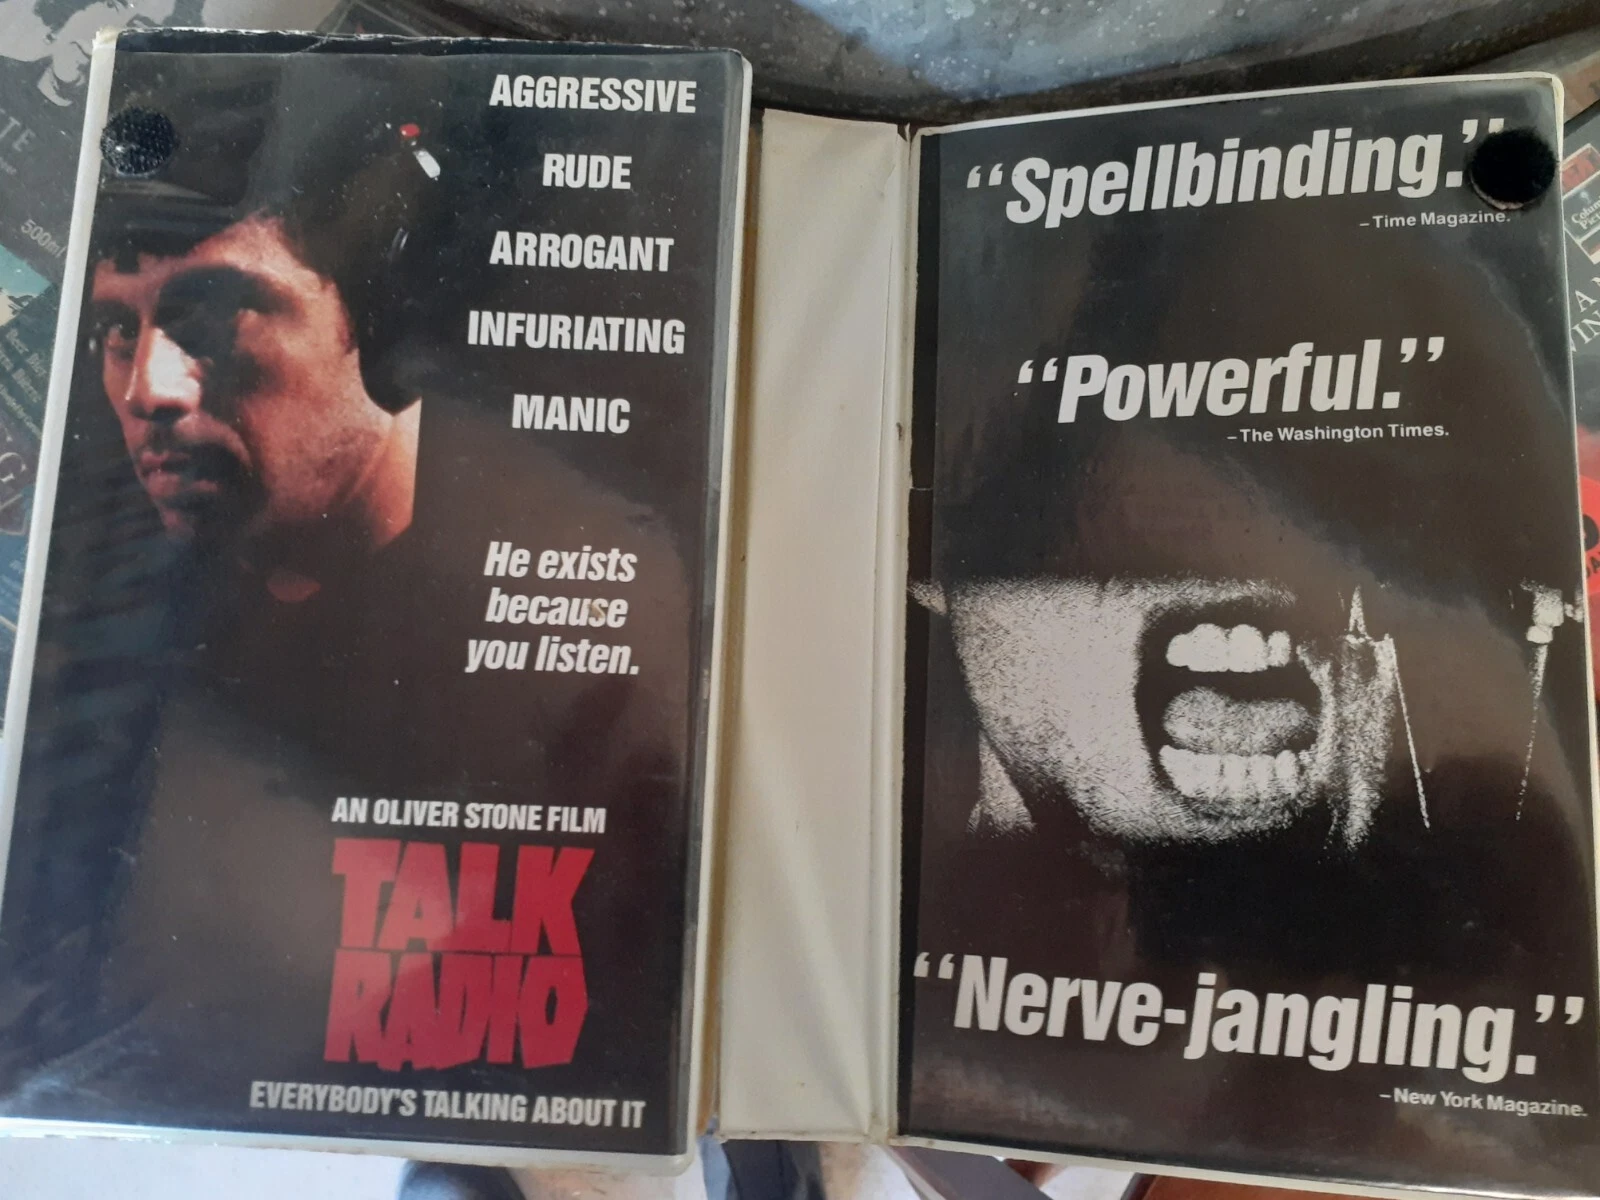 AGGRESSIVE
RUDE
ARROGANT
INFURIATING
MANIC
He exists
because
you listen.
AN OLIVER STONE FILM
TALK
RADIO
EVERYBODY'S TALKING ABOUT IT
“Spellbinding.”
– Time Magazine.
“Powerful.”
– The Washington Times.
“Nerve-jangling.”
– New York Magazine.
500ml